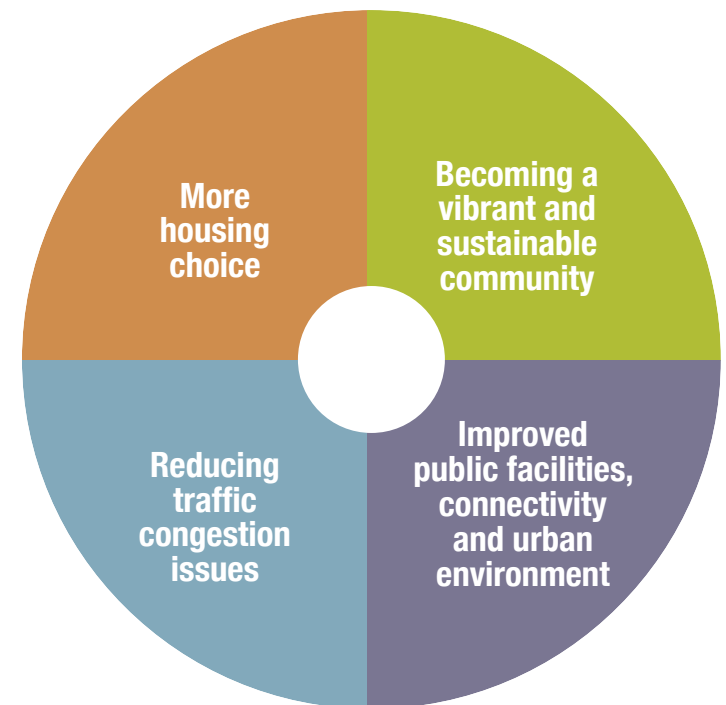 More
housing
choice
Becoming a
vibrant and
sustainable
community
Reducing
traffic
congestion
issues
Improved
public facilities,
connectivity
and urban
environment